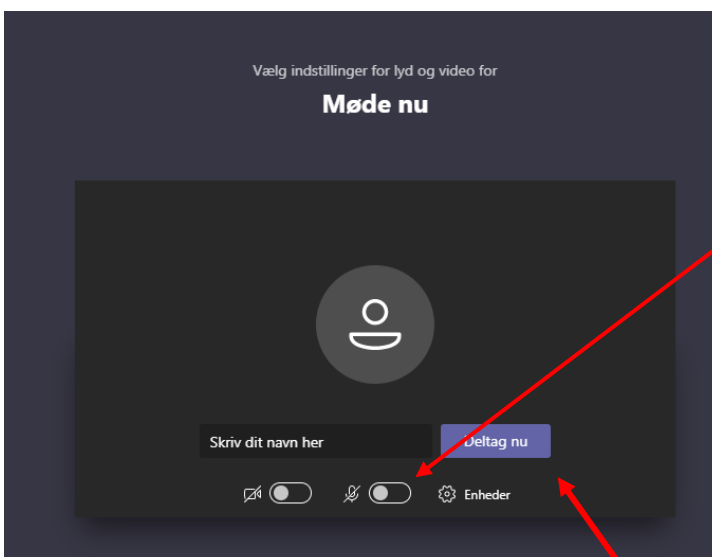 Vælg indstillinger for lyd og video for
Møde nu
Skriv dit navn her
Deltag nu
Enheder